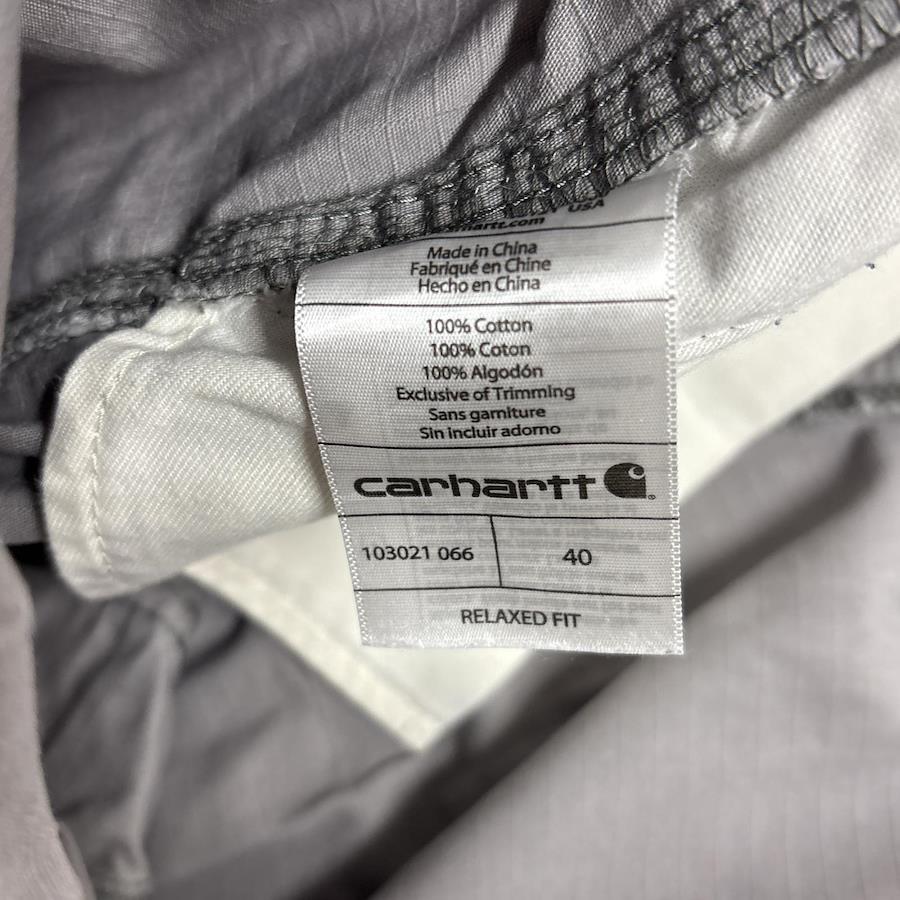 USA
Made in China
Fabriqué en Chine
Hecho en China
100% Cotton
100% Coton
100% Algodón
Exclusive of Trimming
Sans garniture
Sin incluir adorno
carhartt
103021 066
40
RELAXED FIT